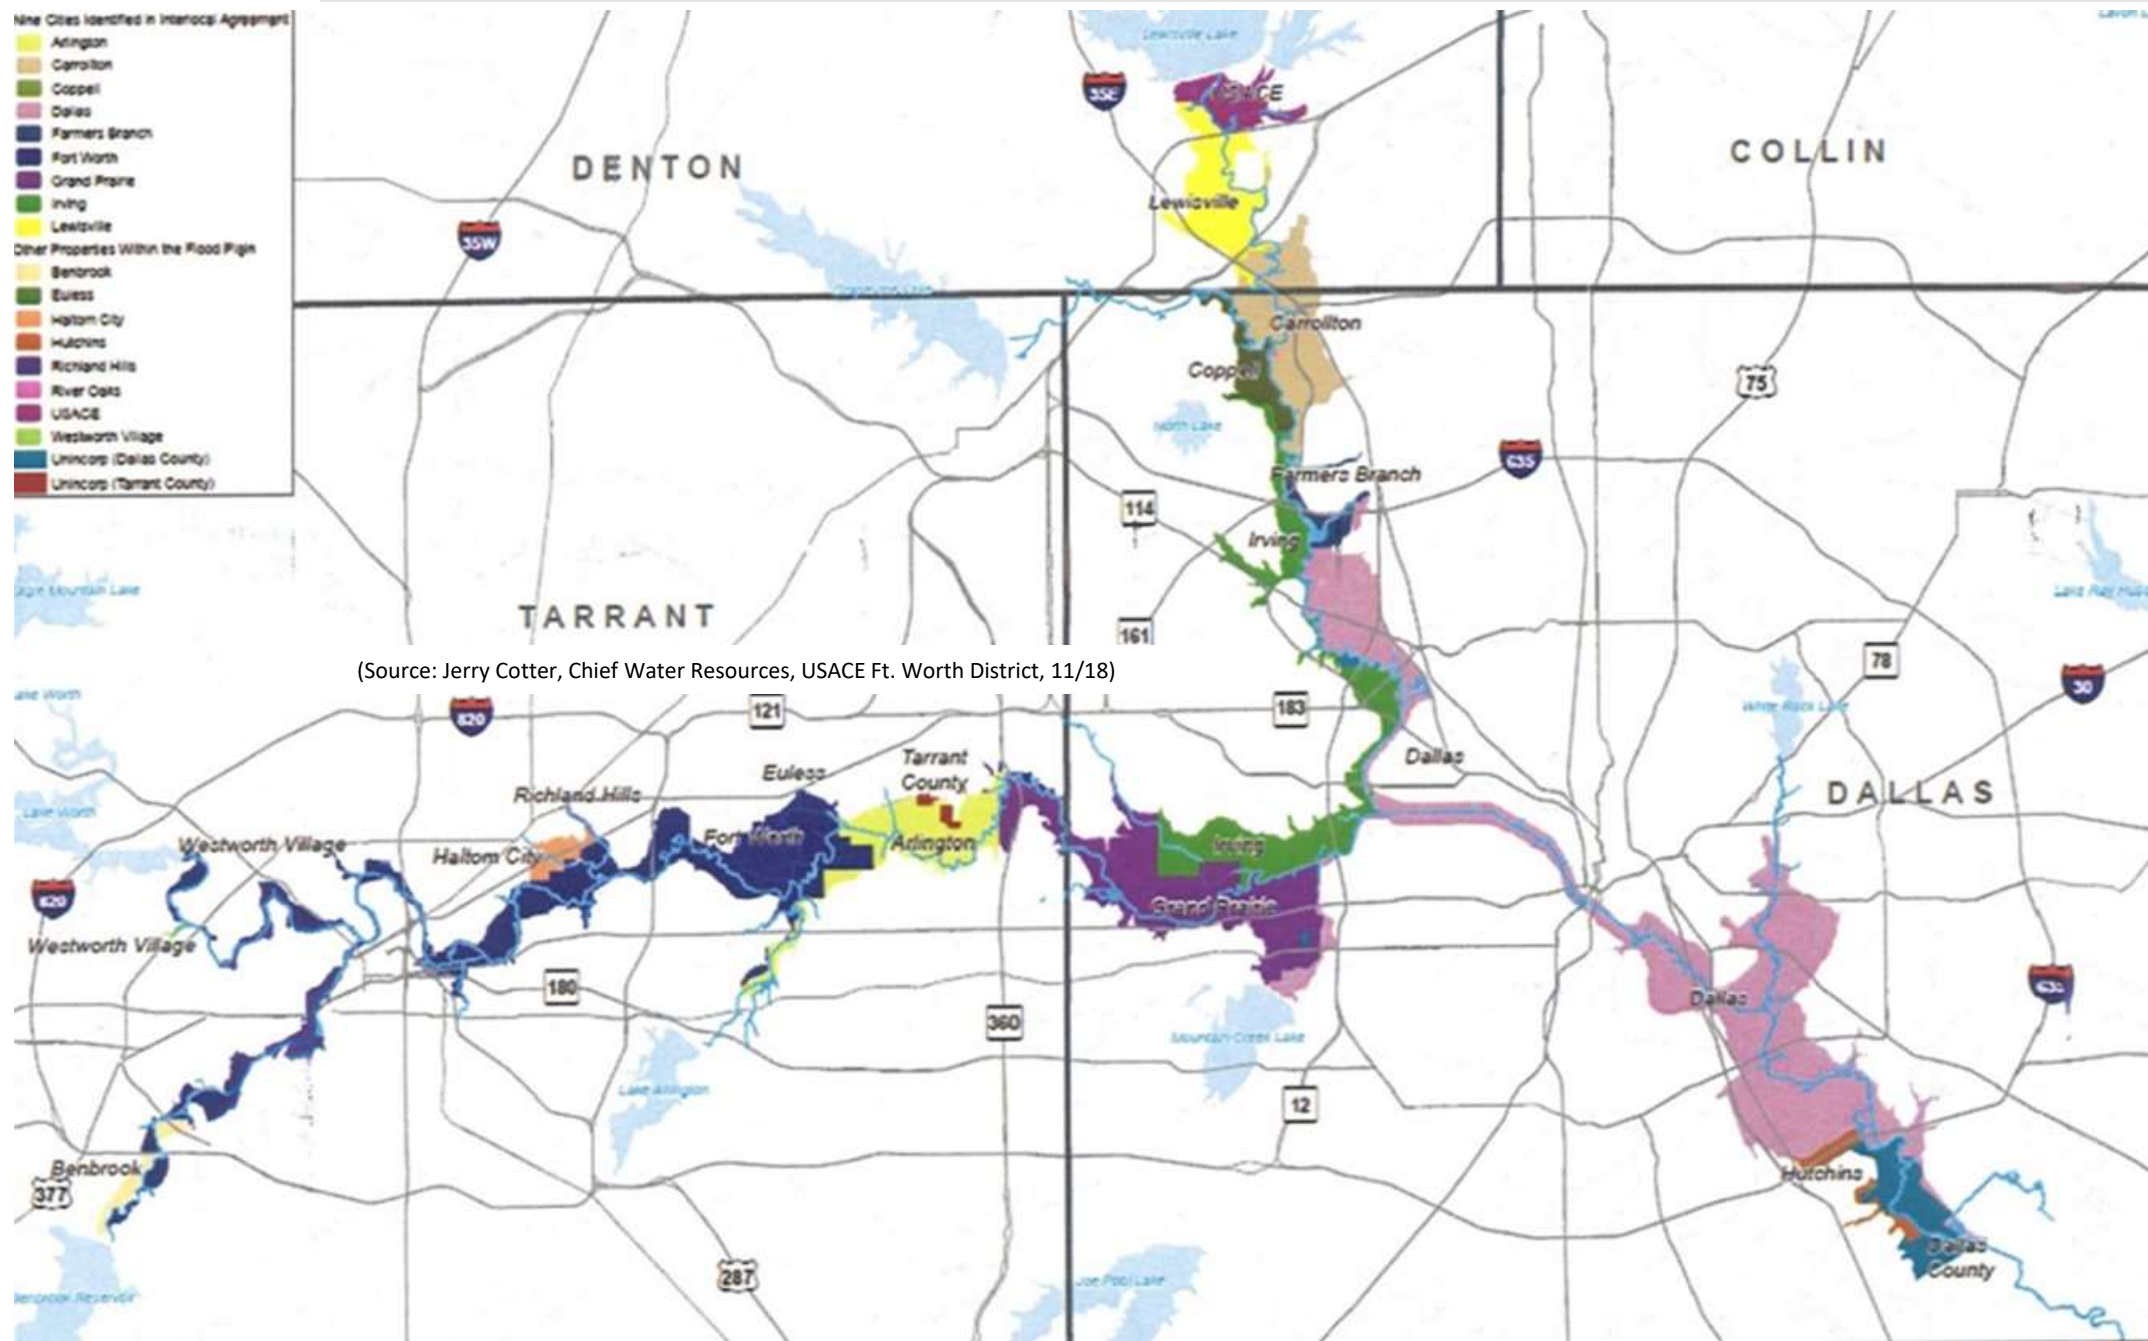 Nine Cities Identified in Interlocal Agreement
Arlington
Carrollton
Coppell
Dallas
Farmers Branch
Fort Worth
Grand Prairie
Irving
Lewisville
Other Properties Within the Flood Plain
Benbrook
Euless
Haltom City
Hutchins
Richland Hills
River Oaks
USACE
Westworth Village
Unincorp (Dallas County)
Unincorp (Tarrant County)
Lewisville Lake
35E
USACE
DENTON
COLLIN
Lewisville
35W
Carrollton
Coppell
75
North Lake
Farmers Branch
635
114
Irving
Eagle Mountain Lake
TARRANT
161
(Source: Jerry Cotter, Chief Water Resources, USACE Ft. Worth District, 11/18)
78
30
Lake Worth
820
121
183
White Rock Lake
Dallas
Tarrant
County
Euless
DALLAS
Richland Hills
Lake Worth
Westworth Village
Haltom City
Fort Worth
Arlington
Irving
820
Grand Prairie
Westworth Village
180
635
Dallas
360
Mountain Creek Lake
Lake Arlington
12
Benbrook
377
Hutchins
Dallas
County
287
Joe Pool Lake
Benbrook Reservoir